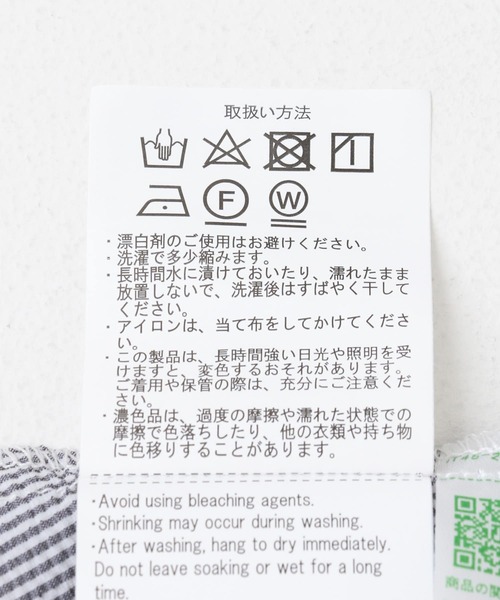 取扱い方法
F W
・漂白剤のご使用はお避けください。
・洗濯で多少縮みます。
・長時間水に漬けておいたり、濡れたまま
放置しないで、洗濯後はすばやく干して
ください。
・アイロンは、当て布をしてかけてくださ
い。
・この製品は、長時間強い日光や照明を受
けますと、変色するおそれがあります。
ご着用や保管の際は、充分にご注意くだ
さい。
・濃色品は、過度の摩擦や濡れた状態での
摩擦で色落ちしたり、他の衣類や持ち物
に色移りすることがあります。
・Avoid using bleaching agents.
・Shrinking may occur during washing.
・After washing, hang to dry immediately.
Do not leave soaking or wet for a long
time.
商品の